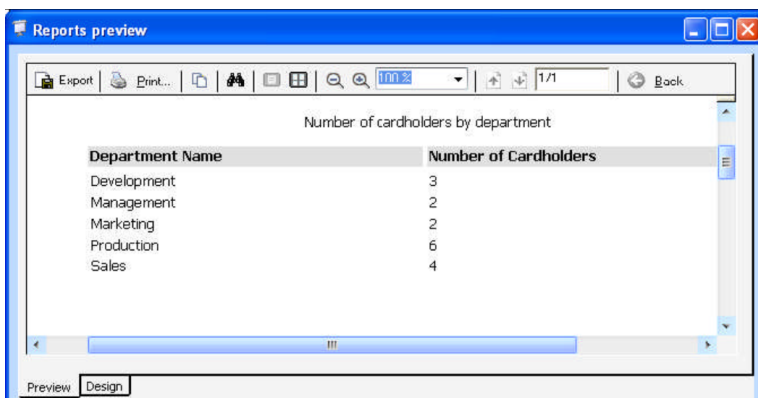 Reports preview
Export Print... 100 % 1/1 Back
Number of cardholders by department
Department Name Number of Cardholders
Development 3
Management 2
Marketing 2
Production 6
Sales 4
Preview Design